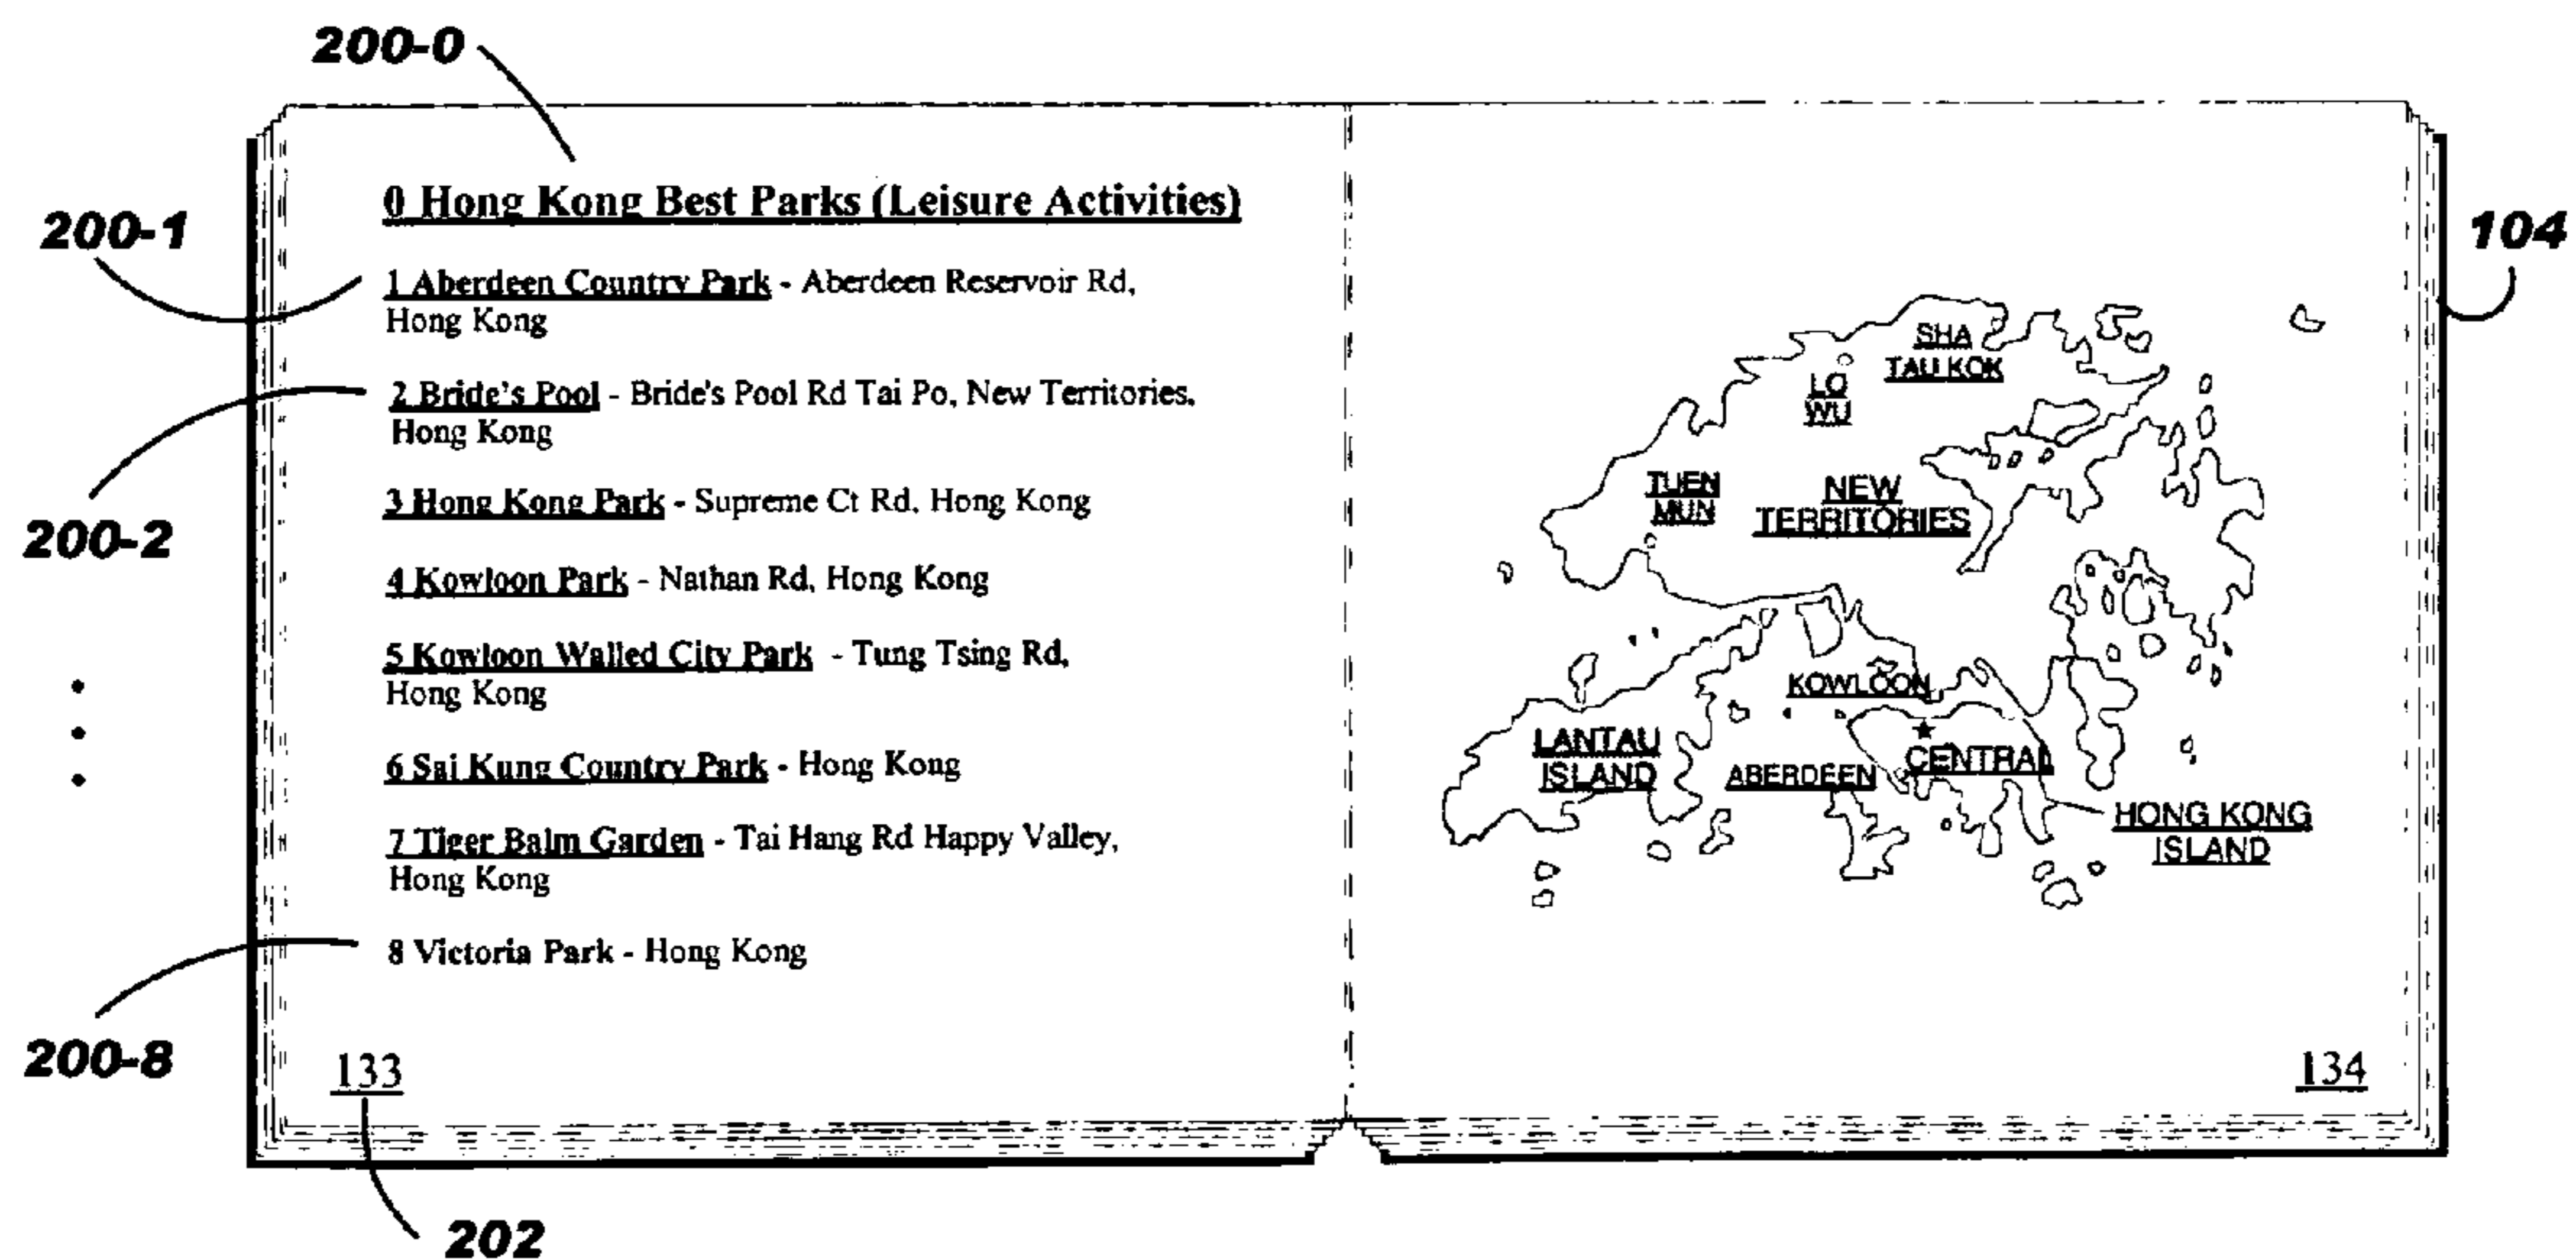 200-0
0 Hong Kong Best Parks (Leisure Activities)
200-1
104
1 Aberdeen Country Park - Aberdeen Reservoir Rd,
Hong Kong
2 Bride's Pool - Bride's Pool Rd Tai Po, New Territories,
Hong Kong
200-2
3 Hong Kong Park - Supreme Ct Rd, Hong Kong
4 Kowloon Park - Nathan Rd, Hong Kong
5 Kowloon Walled City Park - Tung Tsing Rd,
Hong Kong
6 Sai Kung Country Park - Hong Kong
7 Tiger Balm Garden - Tai Hang Rd Happy Valley,
Hong Kong
8 Victoria Park - Hong Kong
200-8
133
202
SHA
TAU KOK
LO
WU
TUEN
MUN
NEW
TERRITORIES
KOWLOON
LANTAU
ISLAND
ABERDEEN
CENTRAL
HONG KONG
ISLAND
134